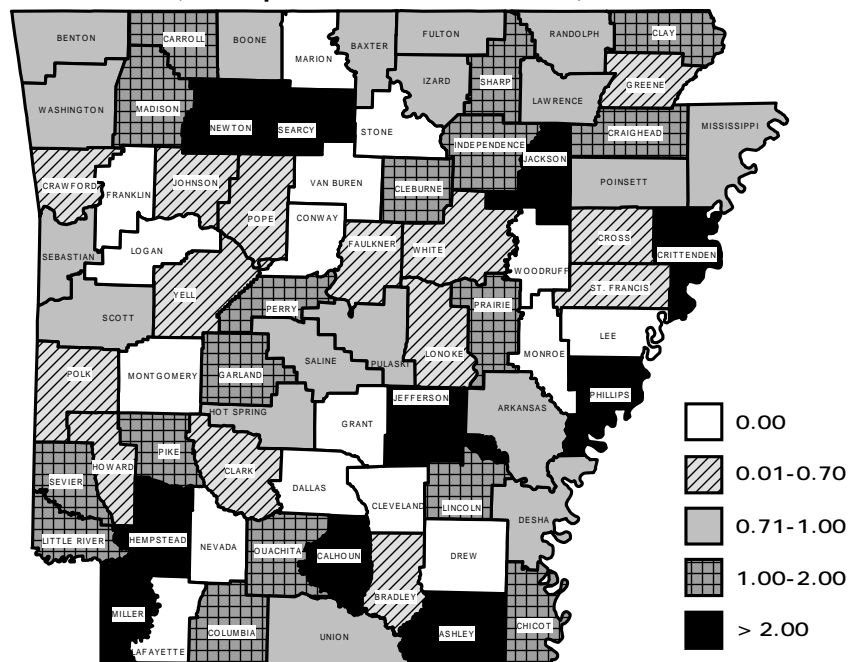 BENTON
CARROLL
BOONE
MARION
BAXTER
FULTON
RANDOLPH
CLAY
WASHINGTON
MADISON
NEWTON
SEARCY
STONE
IZARD
SHARP
LAWRENCE
GREENE
CRAIGHEAD
MISSISSIPPI
INDEPENDENCE
JACKSON
POINSETT
CRAWFORD
FRANKLIN
JOHNSON
POPE
VAN BUREN
CLEBURNE
CONWAY
FAULKNER
WHITE
CROSS
CRITTENDEN
SEBASTIAN
LOGAN
WOODRUFF
ST. FRANCIS
YELL
PERRY
PRAIRIE
SCOTT
LEE
MONROE
SALINE
PULASKI
LONOKE
POLK
MONTGOMERY
GARLAND
HOT SPRING
JEFFERSON
PHILLIPS
ARKANSAS
GRANT
PIKE
HOWARD
CLARK
SEVIER
DALLAS
CLEVELAND
LINCOLN
DESHA
LITTLE RIVER
HEMPSTEAD
NEVADA
OUACHITA
CALHOUN
DREW
BRADLEY
MILLER
LAFAYETTE
COLUMBIA
UNION
ASHLEY
CHICOT
0.00
0.01-0.70
0.71-1.00
1.00-2.00
> 2.00